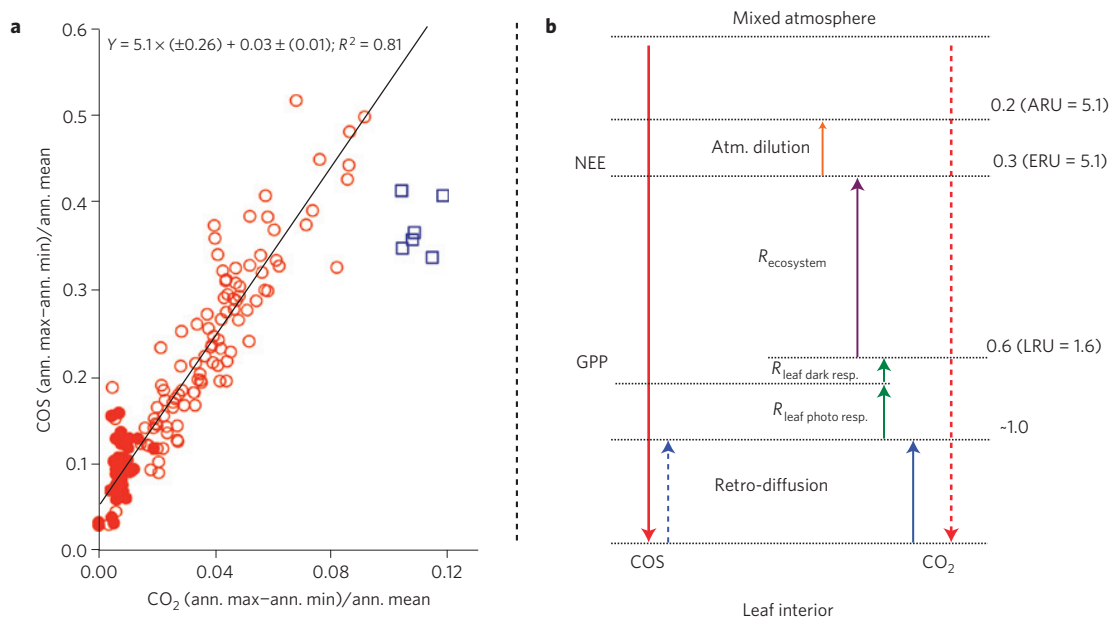 a
Y = 5.1 × (±0.26) + 0.03 ± (0.01); R² = 0.81
COS (ann. max–ann. min)/ann. mean
0.6
0.5
0.4
0.3
0.2
0.1
0.0
0.00
0.04
0.08
0.12
CO₂ (ann. max–ann. min)/ann. mean
b
Mixed atmosphere
0.2 (ARU = 5.1)
Atm. dilution
NEE
0.3 (ERU = 5.1)
R ecosystem
0.6 (LRU = 1.6)
GPP
R leaf dark resp.
R leaf photo resp.
~1.0
Retro-diffusion
COS
CO₂
Leaf interior